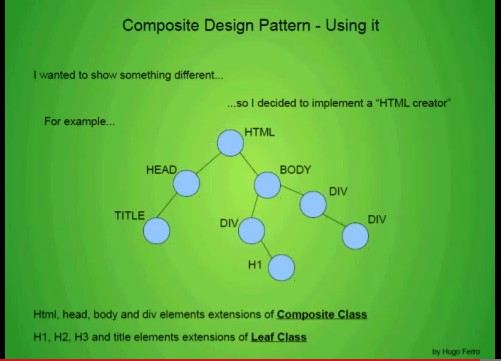 Composite Design Pattern - Using it
I wanted to show something different...
...so I decided to implement a "HTML creator"
For example...
HTML
HEAD
BODY
DIV
TITLE
DIV
DIV
H1
Html, head, body and div elements extensions of Composite Class
H1, H2, H3 and title elements extensions of Leaf Class
by Hugo Ferro